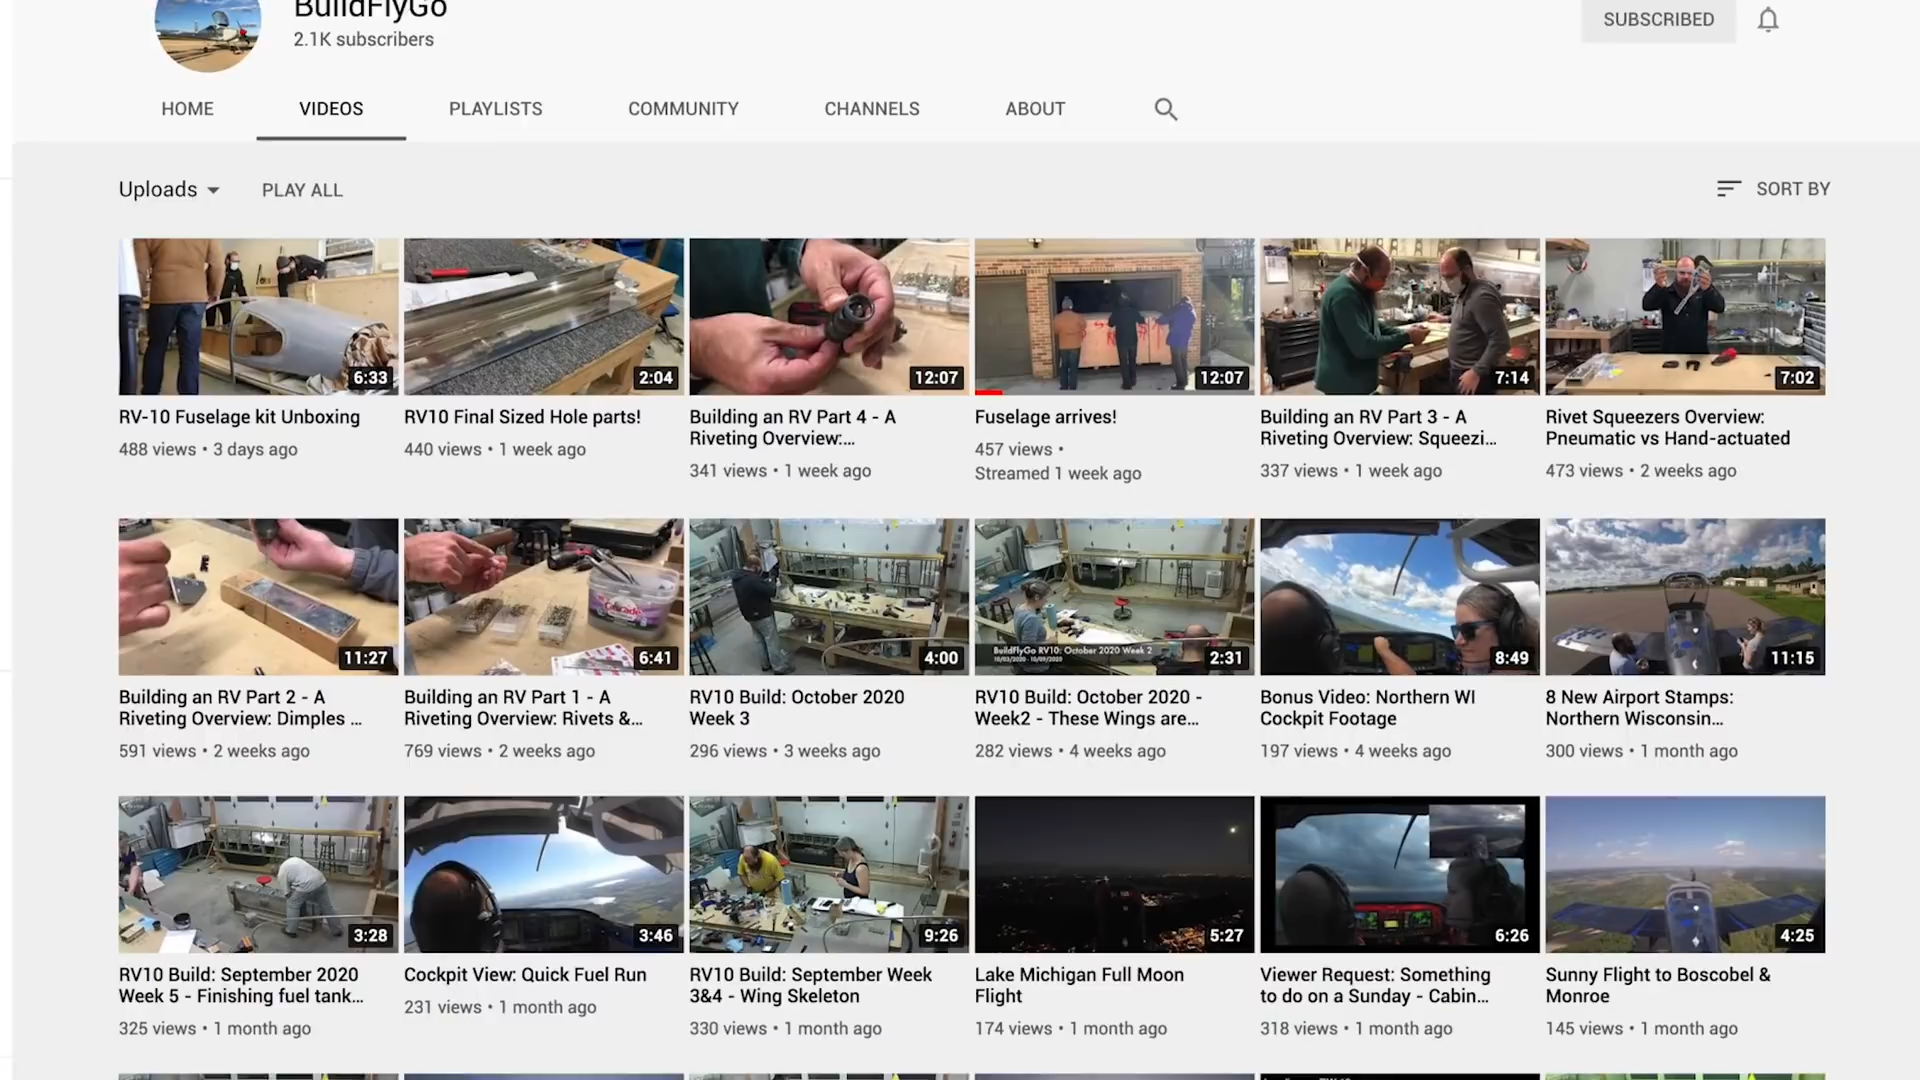 BuildFlyGo
2.1K subscribers
SUBSCRIBED
HOME
VIDEOS
PLAYLISTS
COMMUNITY
CHANNELS
ABOUT
Uploads
PLAY ALL
SORT BY
6:33
2:04
12:07
12:07
7:14
7:02
RV-10 Fuselage kit Unboxing
488 views • 3 days ago
RV10 Final Sized Hole parts!
440 views • 1 week ago
Building an RV Part 4 - A
Riveting Overview:...
341 views • 1 week ago
Fuselage arrives!
457 views •
Streamed 1 week ago
Building an RV Part 3 - A
Riveting Overview: Squeezi...
337 views • 1 week ago
Rivet Squeezers Overview:
Pneumatic vs Hand-actuated
473 views • 2 weeks ago
11:27
6:41
4:00
BuildFlyGo RV10: October 2020 Week 2
10/03/2020 - 10/09/2020
2:31
8:49
11:15
Building an RV Part 2 - A
Riveting Overview: Dimples ...
591 views • 2 weeks ago
Building an RV Part 1 - A
Riveting Overview: Rivets &...
769 views • 2 weeks ago
RV10 Build: October 2020
Week 3
296 views • 3 weeks ago
RV10 Build: October 2020 -
Week2 - These Wings are...
282 views • 4 weeks ago
Bonus Video: Northern WI
Cockpit Footage
197 views • 4 weeks ago
8 New Airport Stamps:
Northern Wisconsin...
300 views • 1 month ago
3:28
3:46
9:26
5:27
6:26
4:25
RV10 Build: September 2020
Week 5 - Finishing fuel tank...
325 views • 1 month ago
Cockpit View: Quick Fuel Run
231 views • 1 month ago
RV10 Build: September Week
3&4 - Wing Skeleton
330 views • 1 month ago
Lake Michigan Full Moon
Flight
174 views • 1 month ago
Viewer Request: Something
to do on a Sunday - Cabin...
318 views • 1 month ago
Sunny Flight to Boscobel &
Monroe
145 views • 1 month ago